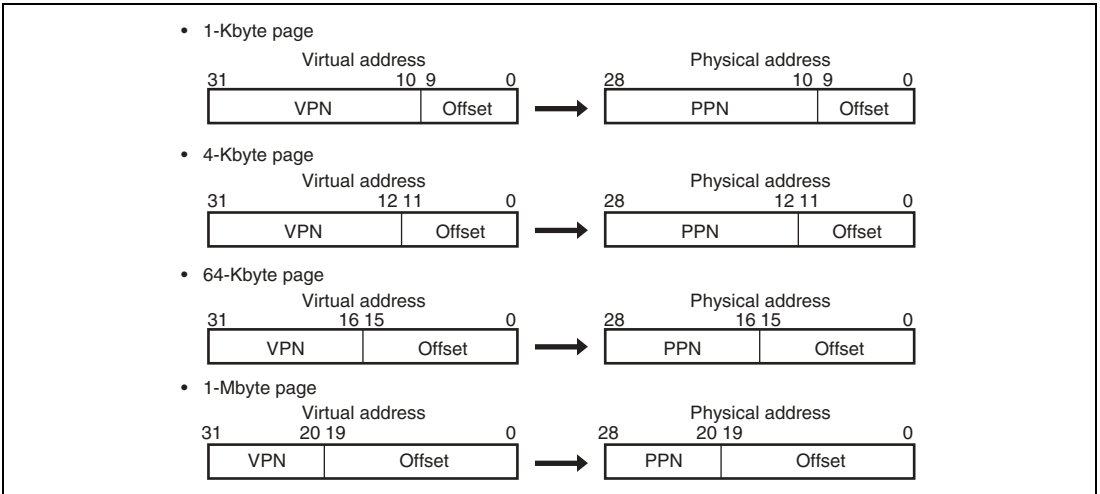 • 1-Kbyte page
Virtual address Physical address
31 10 9 0 28 10 9 0
VPN Offset PPN Offset
• 4-Kbyte page
Virtual address Physical address
31 12 11 0 28 12 11 0
VPN Offset PPN Offset
• 64-Kbyte page
Virtual address Physical address
31 16 15 0 28 16 15 0
VPN Offset PPN Offset
• 1-Mbyte page
Virtual address Physical address
31 20 19 0 28 20 19 0
VPN Offset PPN Offset